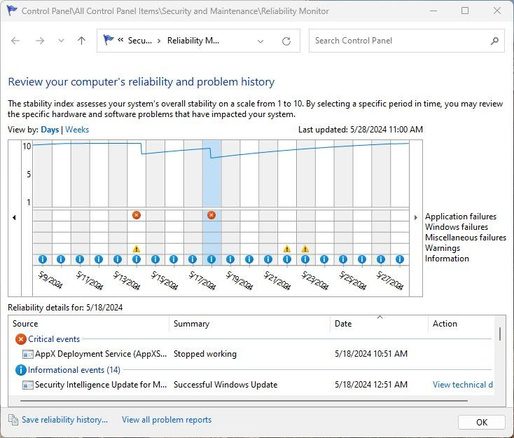 Control Panel\All Control Panel Items\Security and Maintenance\Reliability Monitor
« Secu... Reliability M... Search Control Panel
Review your computer's reliability and problem history
The stability index assesses your system's overall stability on a scale from 1 to 10. By selecting a specific period in time, you may review
the specific hardware and software problems that have impacted your system.
View by: Days | Weeks Last updated: 5/28/2024 11:00 AM
10
5
1
Application failures
Windows failures
Miscellaneous failures
Warnings
Information
5/9/2024 5/11/2024 5/13/2024 5/15/2024 5/17/2024 5/19/2024 5/21/2024 5/23/2024 5/25/2024 5/27/2024
Reliability details for: 5/18/2024
Source Summary Date Action
Critical events
AppX Deployment Service (AppXS... Stopped working 5/18/2024 10:51 AM
Informational events (14)
Security Intelligence Update for M... Successful Windows Update 5/18/2024 12:51 AM View technical d
Save reliability history... View all problem reports OK